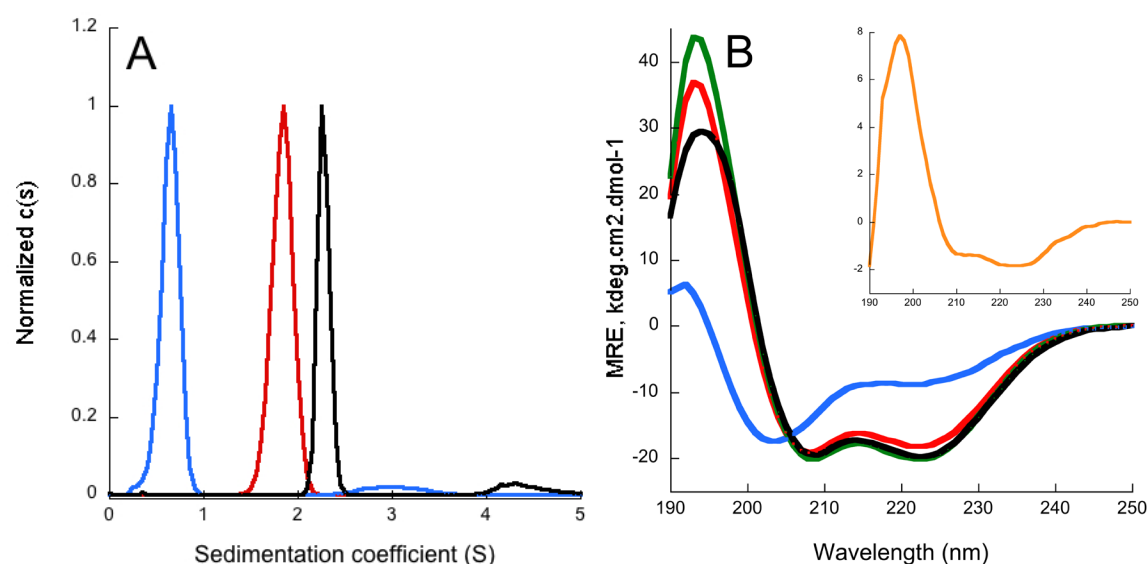 A
Normalized c(s)
1.2
1
0.8
0.6
0.4
0.2
0
0 1 2 3 4 5
Sedimentation coefficient (S)
B
MRE, kdeg.cm2.dmol-1
40
30
20
10
0
-10
-20
190 200 210 220 230 240 250
Wavelength (nm)
8
6
4
2
0
-2
190 200 210 220 230 240 250